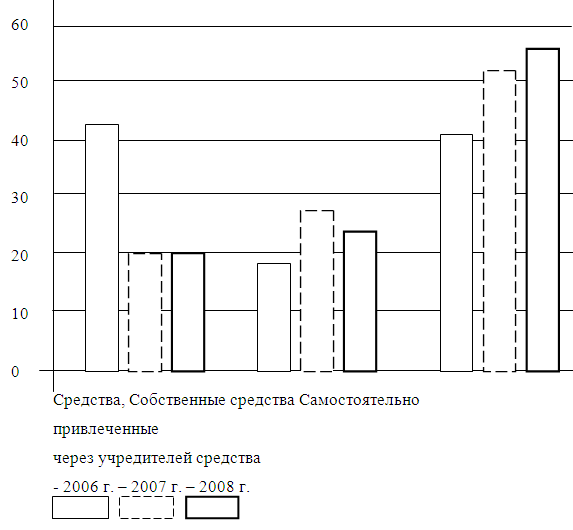 60
50
40
30
20
10
0
Средства, Собственные средства Самостоятельно
привлеченные
через учредителей средства
- 2006 г. – 2007 г. – 2008 г.